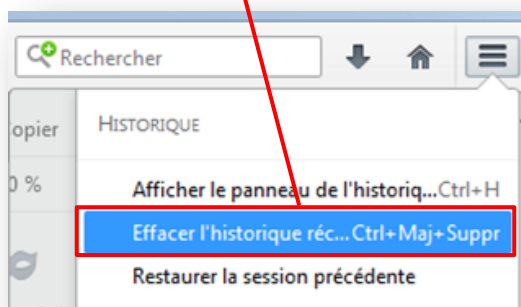 Rechercher
opier
HISTORIQUE
0 %
Afficher le panneau de l'historiq...Ctrl+H
Effacer l'historique réc...Ctrl+Maj+Suppr
Restaurer la session précédente